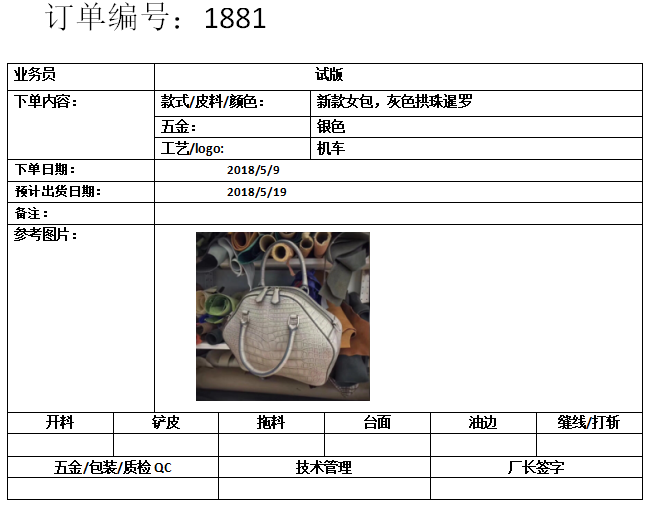 订单编号：1881
业务员 试版
下单内容： 款式/皮料/颜色： 新款女包，灰色拱珠暹罗
五金： 银色
工艺/logo: 机车
下单日期： 2018/5/9
预计出货日期： 2018/5/19
备注：
参考图片：
开料 铲皮 拖料 台面 油边 缝线/打斩
五金/包装/质检 QC 技术管理 厂长签字